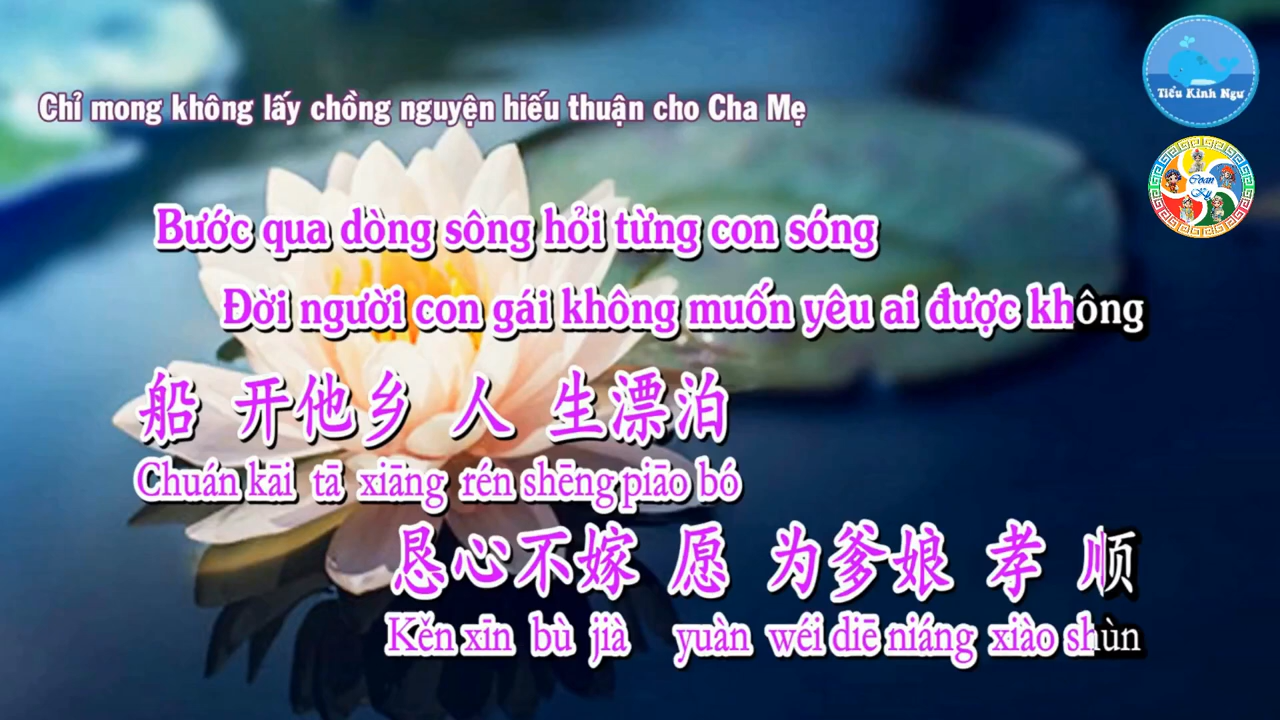 Tiểu Kình Ngư
Chỉ mong không lấy chồng nguyện hiếu thuận cho Cha Mẹ
Coan
Ký
Bước qua dòng sông hỏi từng con sóng
Đời người con gái không muốn yêu ai được không
船 开他乡 人 生漂泊
Chuán kāi tā xiāng rén shēng piāo bó
恳心不嫁 愿 为爹娘 孝 顺
Kěn xīn bù jià yuàn wéi diē niáng xiào shùn